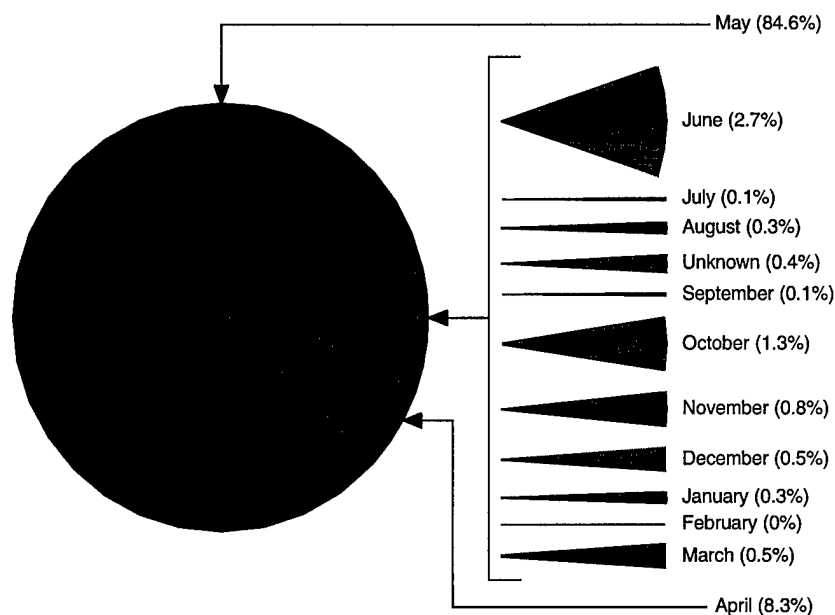 May (84.6%)
June (2.7%)
July (0.1%)
August (0.3%)
Unknown (0.4%)
September (0.1%)
October (1.3%)
November (0.8%)
December (0.5%)
January (0.3%)
February (0%)
March (0.5%)
April (8.3%)